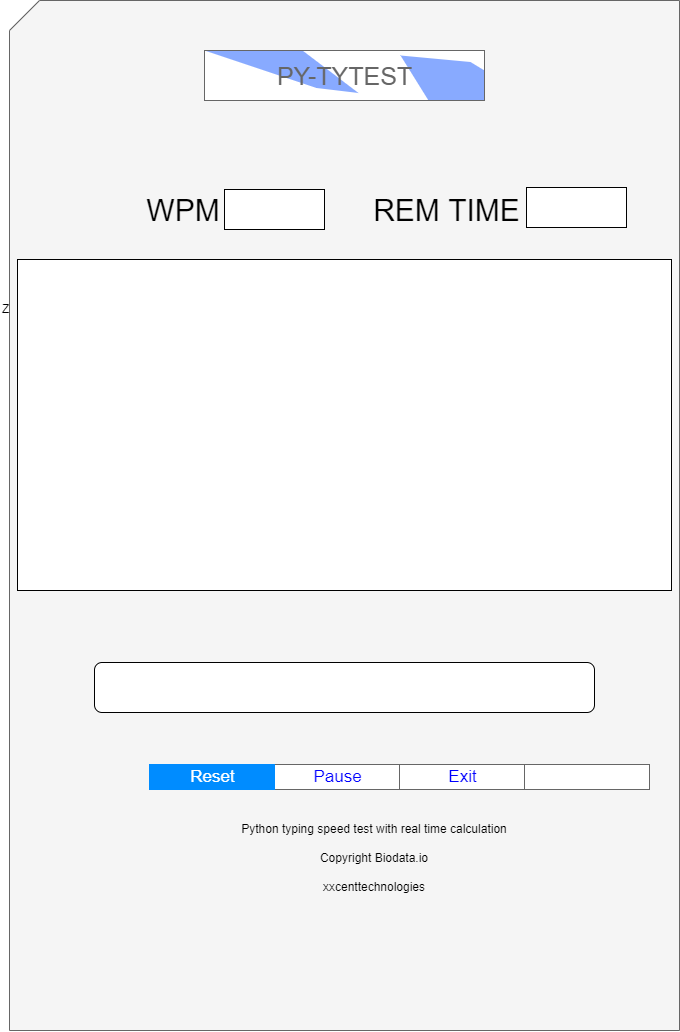 PY-TYTEST
WPM
REM TIME
Z
Reset Pause Exit
Python typing speed test with real time calculation
Copyright Biodata.io
xxcenttechnologies